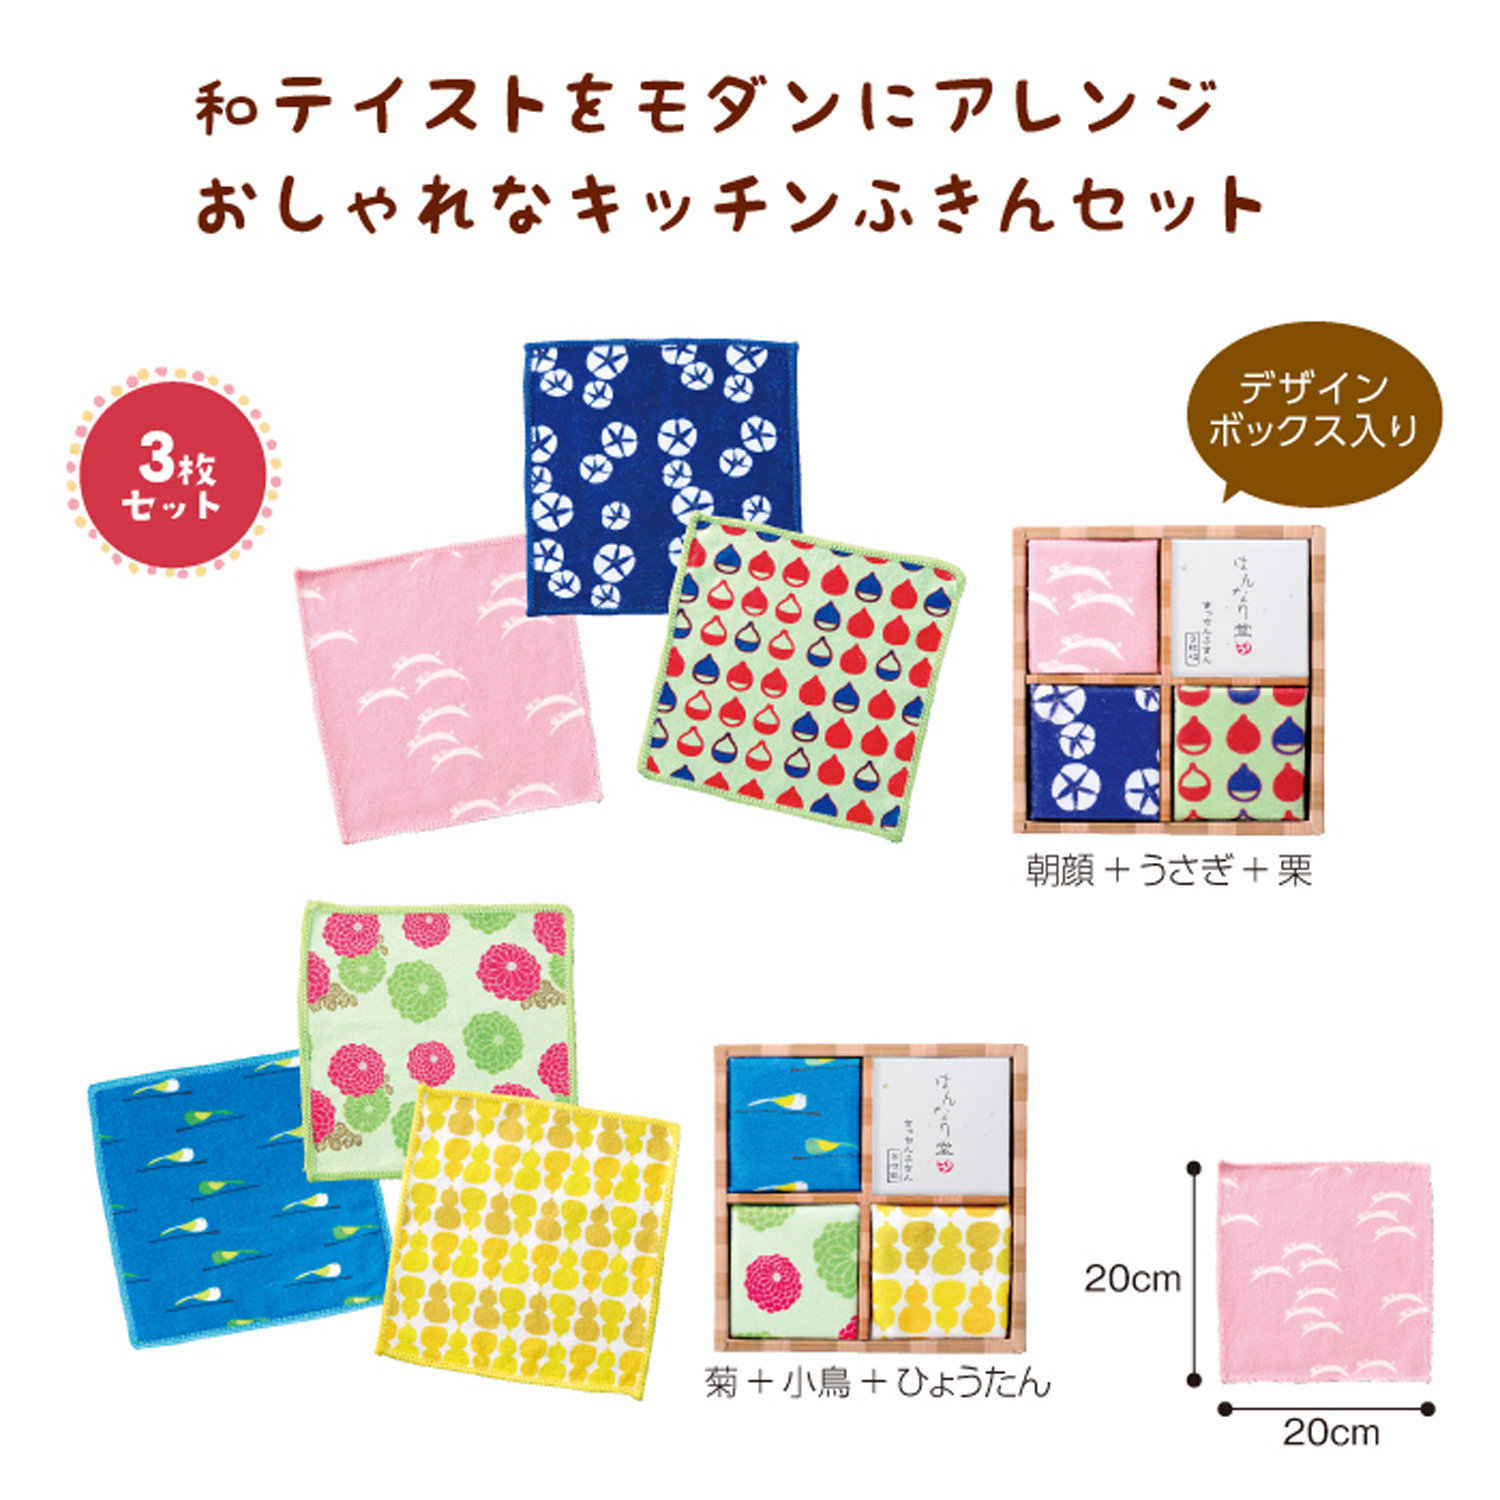 和テイストをモダンにアレンジ
おしゃれなキッチンふきんセット
3枚
セット
デザイン
ボックス入り
はんなり堂
朝顔＋うさぎ＋栗
はんなり堂
菊＋小鳥＋ひょうたん
20cm
20cm